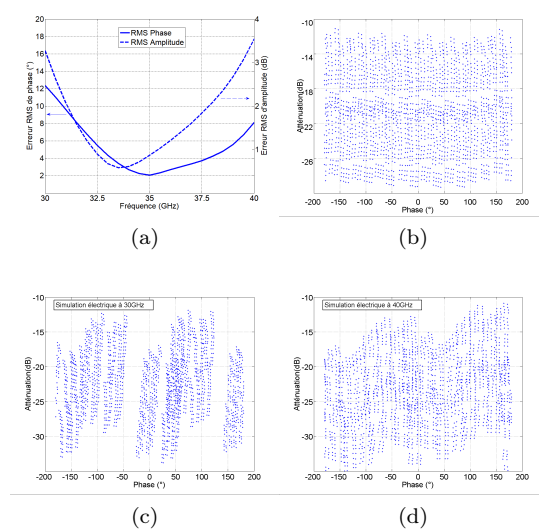 RMS Phase
RMS Amplitude
Errerur RMS de phase (°)
20
18
16
14
12
10
8
6
4
2
4
3
2
1
Erreur RMS d'amplitude (dB)
30 32.5 35 37.5 40
Fréquence (GHz)
(a)
Atténuation(dB)
-10
-14
-18
-22
-26
-200 -150 -100 -50 0 50 100 150 200
Phase (°)
(b)
Simulation électrique à 30GHz
Atténuation(dB)
-10
-15
-20
-25
-30
-200 -150 -100 -50 0 50 100 150 200
Phase (°)
(c)
Simulation électrique à 40GHz
Atténuation(dB)
-10
-15
-20
-25
-30
-200 -150 -100 -50 0 50 100 150 200
Phase (°)
(d)